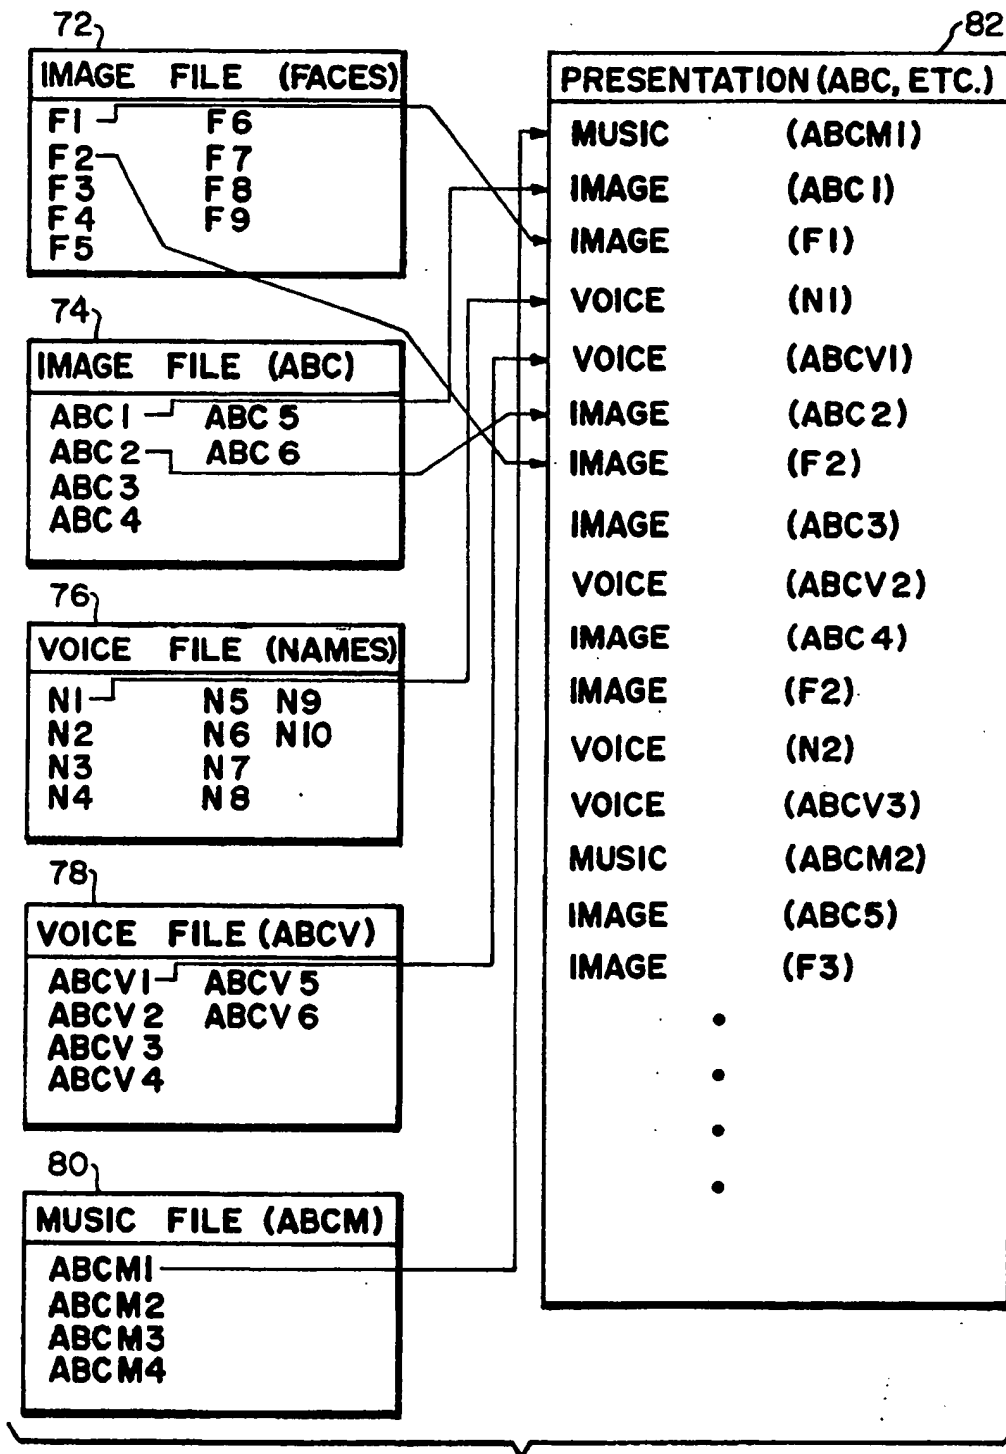 72
IMAGE FILE (FACES)
F1 F6
F2 F7
F3 F8
F4 F9
F5
74
IMAGE FILE (ABC)
ABC1 ABC5
ABC2 ABC6
ABC3
ABC4
76
VOICE FILE (NAMES)
N1 N5 N9
N2 N6 N10
N3 N7
N4 N8
78
VOICE FILE (ABCV)
ABCV1 ABCV5
ABCV2 ABCV6
ABCV3
ABCV4
80
MUSIC FILE (ABCM)
ABCM1
ABCM2
ABCM3
ABCM4
82
PRESENTATION (ABC, ETC.)
MUSIC (ABCM1)
IMAGE (ABC1)
IMAGE (F1)
VOICE (N1)
VOICE (ABCV1)
IMAGE (ABC2)
IMAGE (F2)
IMAGE (ABC3)
VOICE (ABCV2)
IMAGE (ABC4)
IMAGE (F2)
VOICE (N2)
VOICE (ABCV3)
MUSIC (ABCM2)
IMAGE (ABC5)
IMAGE (F3)